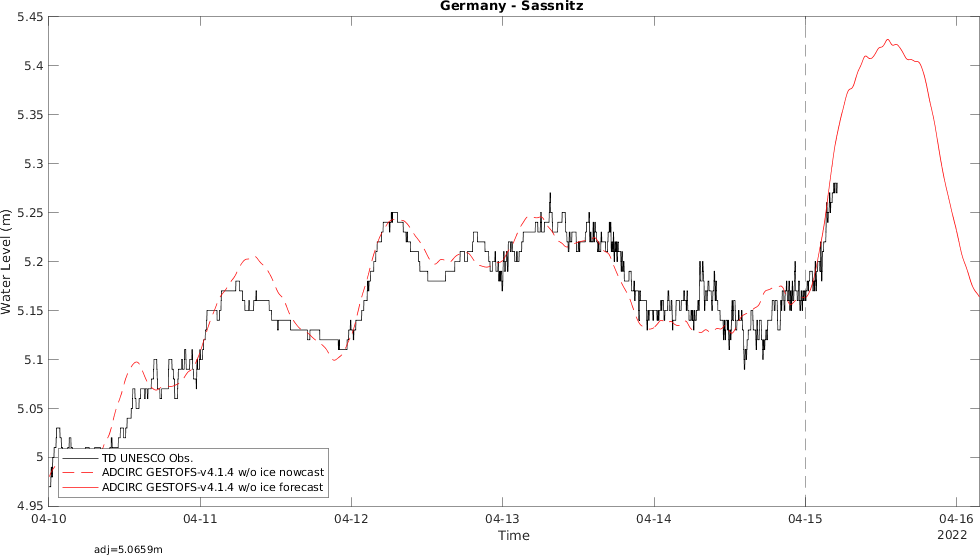 Germany - Sassnitz
5.45
5.4
5.35
5.3
5.25
5.2
5.15
5.1
5.05
5
4.95
Water Level (m)
TD UNESCO Obs.
ADCIRC GESTOFS-v4.1.4 w/o ice nowcast
ADCIRC GESTOFS-v4.1.4 w/o ice forecast
04-10 04-11 04-12 04-13 04-14 04-15 04-16
Time
2022
adj=5.0659m